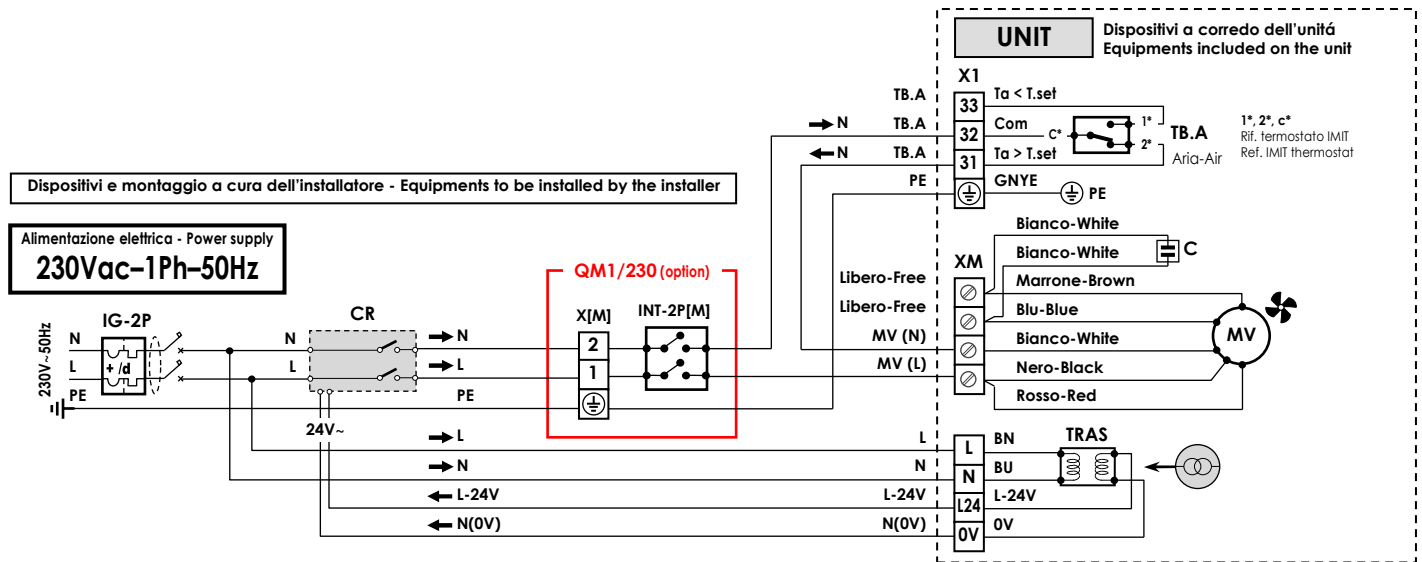 UNIT
Dispositivi a corredo dell'unitá
Equipments included on the unit
X1
TB.A
33
Ta < T.set
N
TB.A
32
Com
C*
1*
2*
TB.A
Aria-Air
1*, 2*, c*
Rif. termostato IMIT
Ref. IMIT thermostat
N
TB.A
31
Ta > T.set
PE
GNYE
PE
Dispositivi e montaggio a cura dell'installatore - Equipments to be installed by the installer
Alimentazione elettrica - Power supply
230Vac–1Ph–50Hz
QM1/230 (option)
XM
Bianco-White
Bianco-White
C
Libero-Free
Marrone-Brown
Libero-Free
Blu-Blue
MV (N)
Bianco-White
MV (L)
Nero-Black
Rosso-Red
MV
230V~50Hz
IG-2P
N
L
PE
+ /d
CR
N
L
24V~
N
L
PE
X[M]
2
1
INT-2P[M]
TRAS
L
L
L
BN
N
N
N
BU
L-24V
L-24V
L24
L-24V
N(0V)
N(0V)
0V
0V